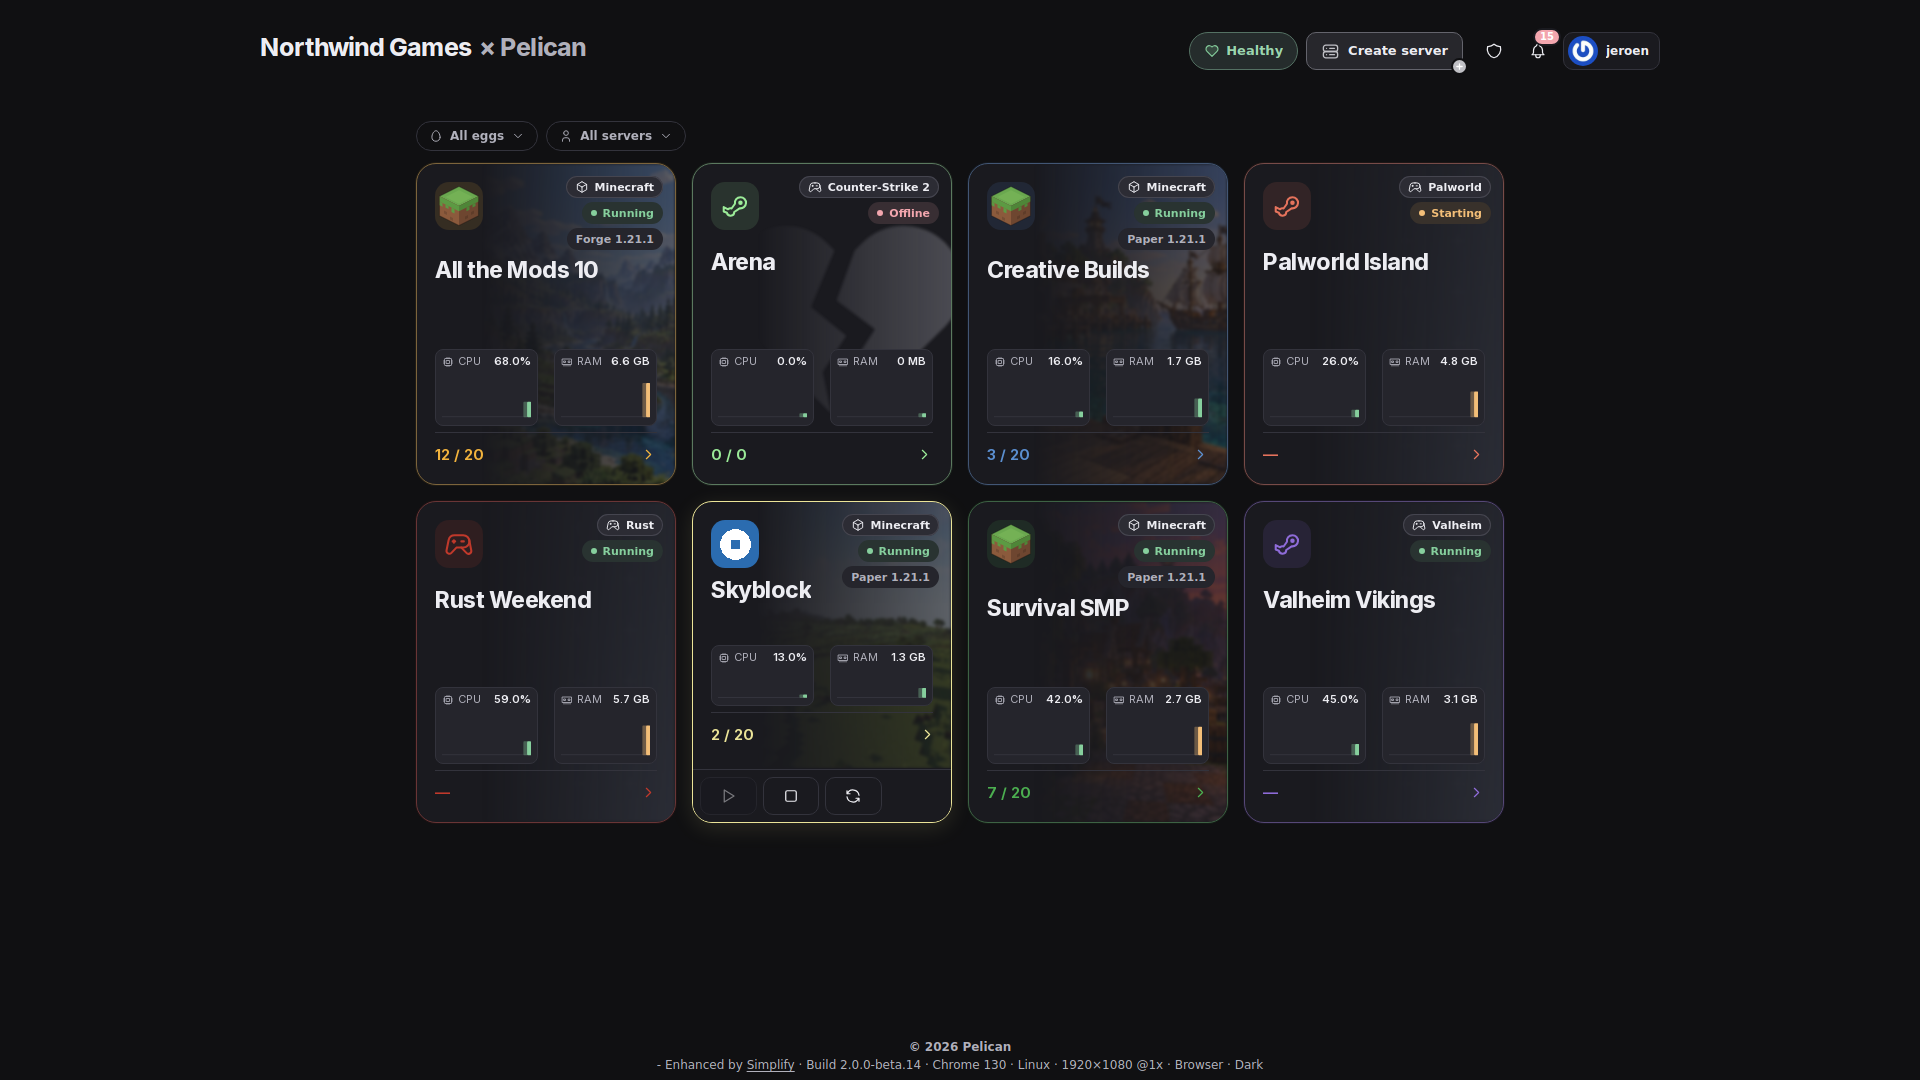 Northwind Games × Pelican
Healthy
Create server
15
jeroen
All eggs
All servers
Minecraft
Running
Forge 1.21.1
All the Mods 10
CPU 68.0%
RAM 6.6 GB
12 / 20
Counter-Strike 2
Offline
Arena
CPU 0.0%
RAM 0 MB
0 / 0
Minecraft
Running
Paper 1.21.1
Creative Builds
CPU 16.0%
RAM 1.7 GB
3 / 20
Palworld
Starting
Palworld Island
CPU 26.0%
RAM 4.8 GB
—
Rust
Running
Rust Weekend
CPU 59.0%
RAM 5.7 GB
—
Minecraft
Running
Paper 1.21.1
Skyblock
CPU 13.0%
RAM 1.3 GB
2 / 20
Minecraft
Running
Paper 1.21.1
Survival SMP
CPU 42.0%
RAM 2.7 GB
7 / 20
Valheim
Running
Valheim Vikings
CPU 45.0%
RAM 3.1 GB
—
© 2026 Pelican
- Enhanced by Simplify · Build 2.0.0-beta.14 · Chrome 130 · Linux · 1920×1080 @1x · Browser · Dark